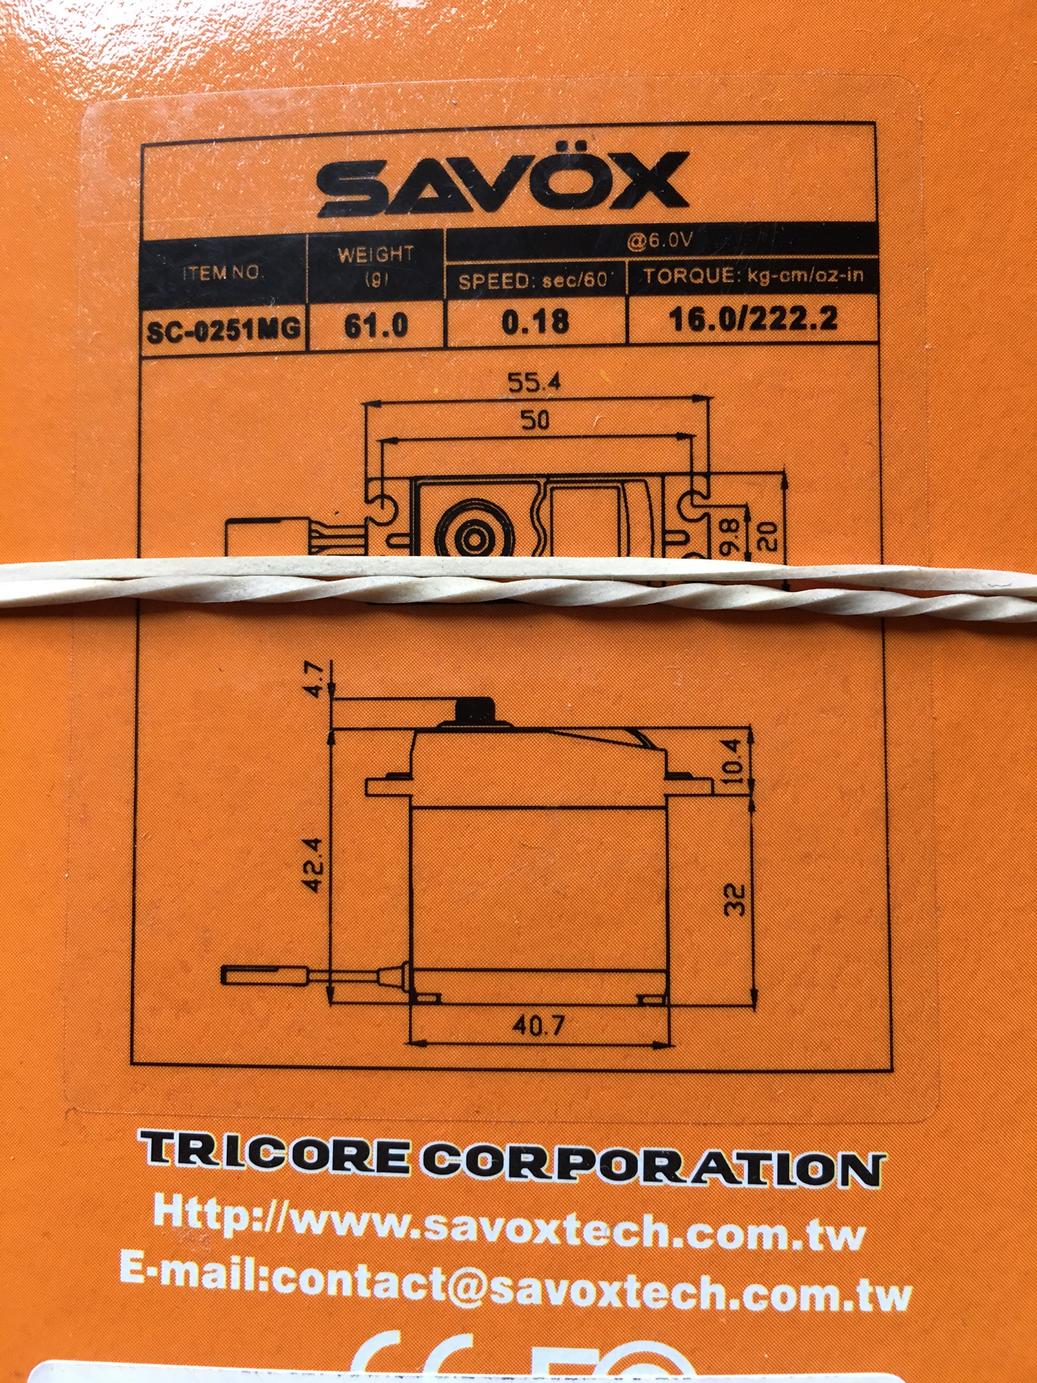 SAVÖX
ITEM NO.
WEIGHT
(g)
@6.0V
SPEED: sec/60°
TORQUE: kg-cm/oz-in
SC-0251MG
61.0
0.18
16.0/222.2
55.4
50
9.8
20
4.7
10.4
42.4
32
40.7
TRICORE CORPORATION
Http://www.savoxtech.com.tw
E-mail:contact@savoxtech.com.tw